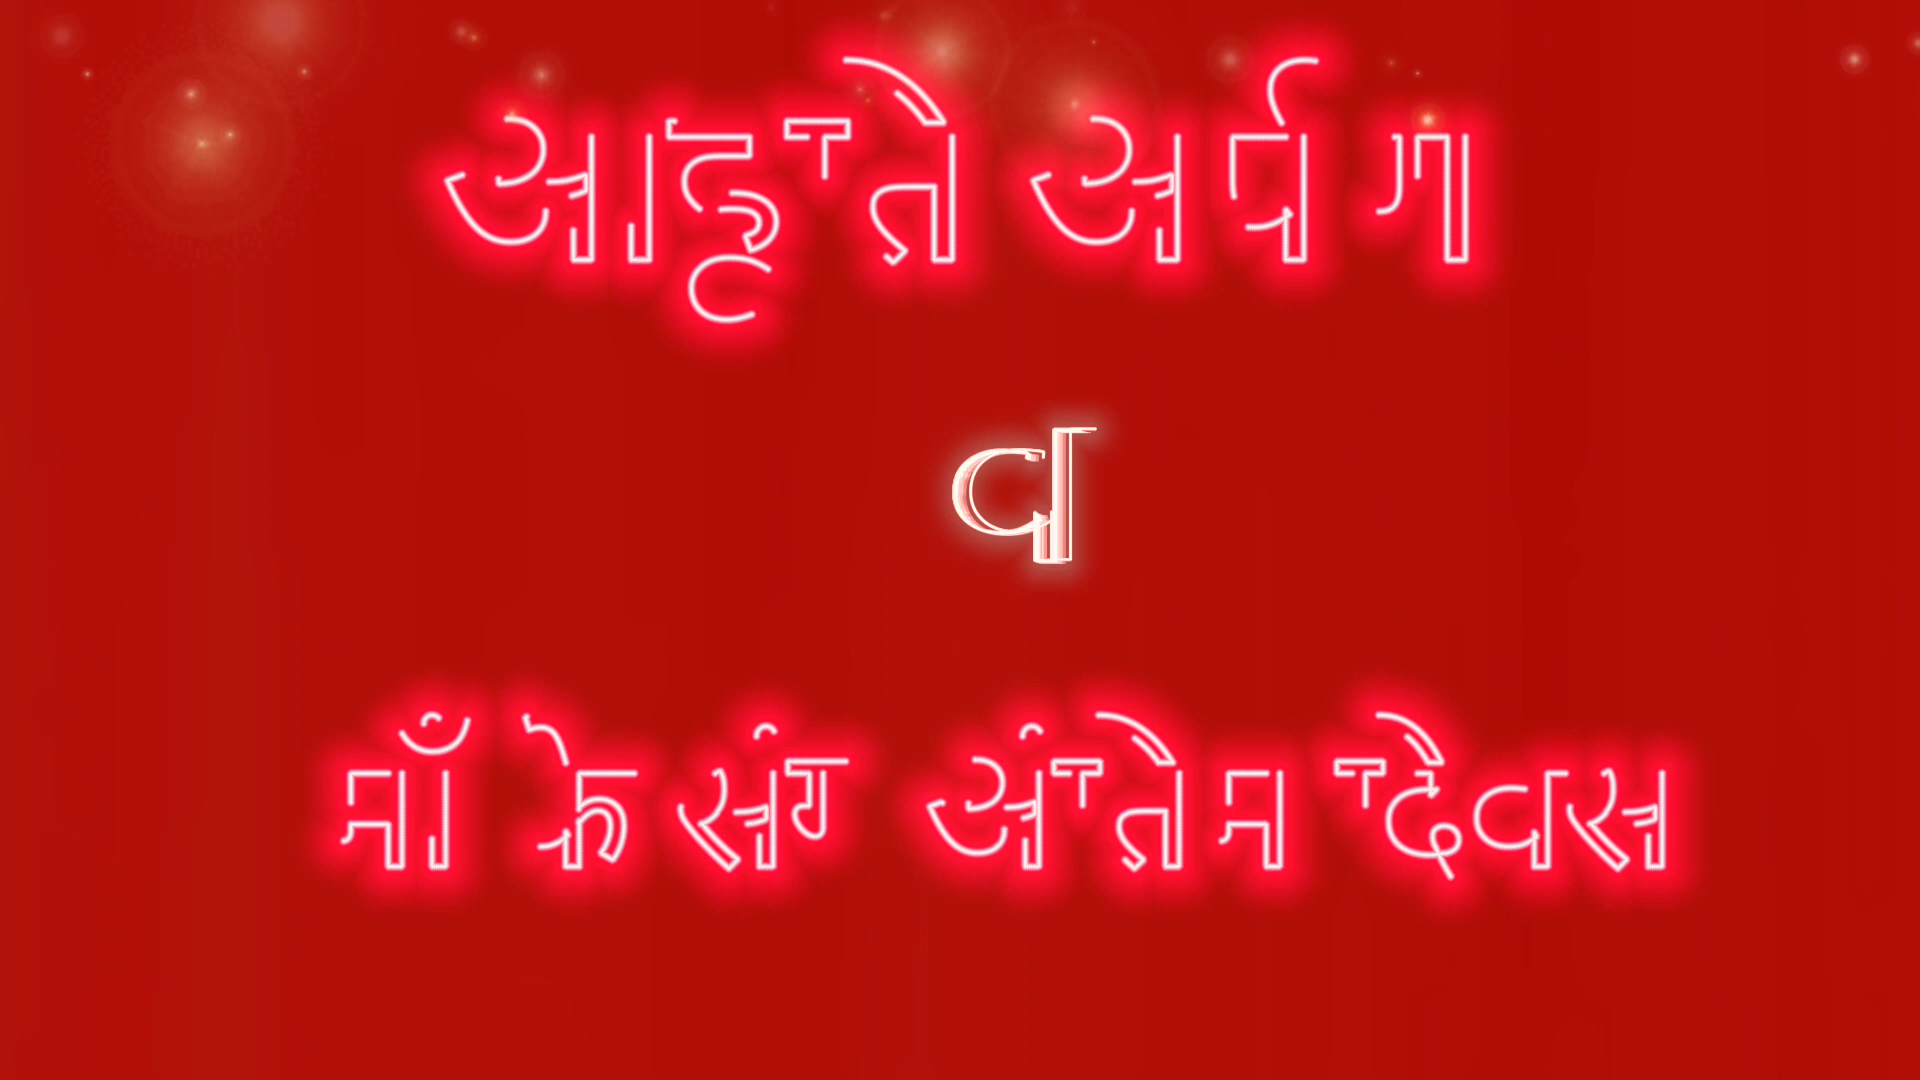 आहुति अर्पण
व
माँ के संग अंतिम दिवस